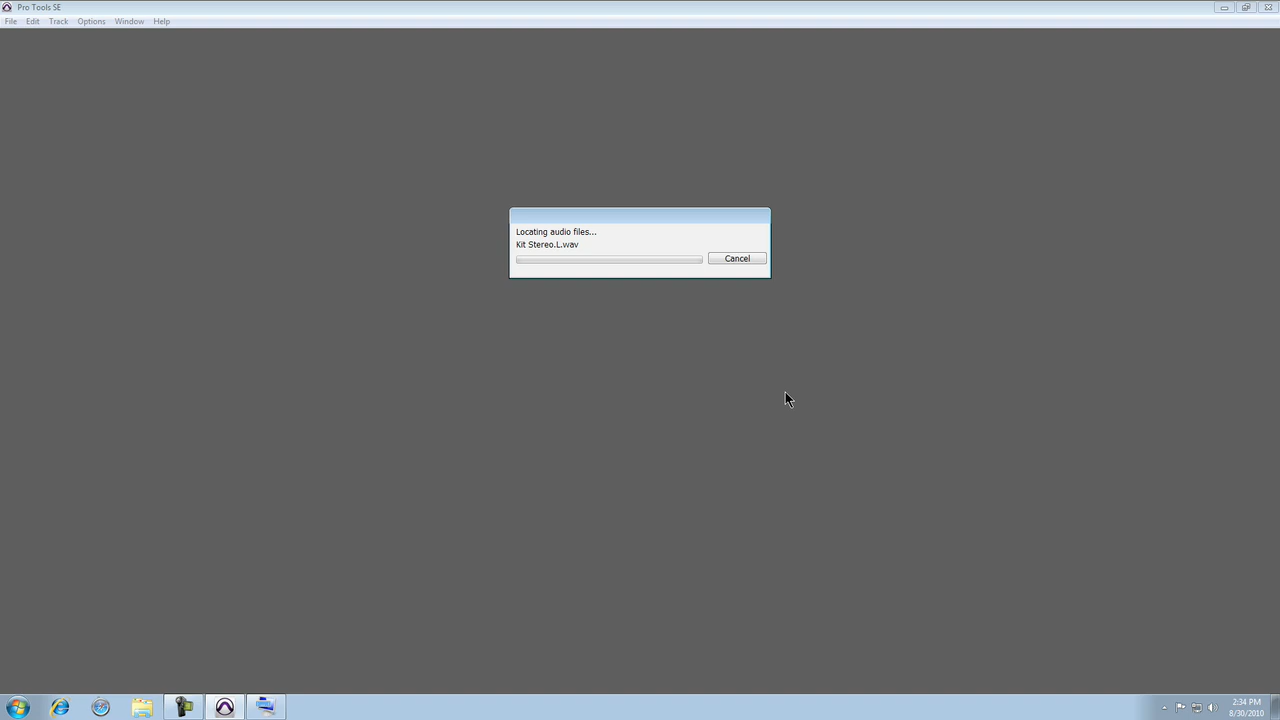 Pro Tools SE
File Edit Track Options Window Help
Locating audio files...
Kit Stereo.L.wav
Cancel
2:34 PM
8/30/2010